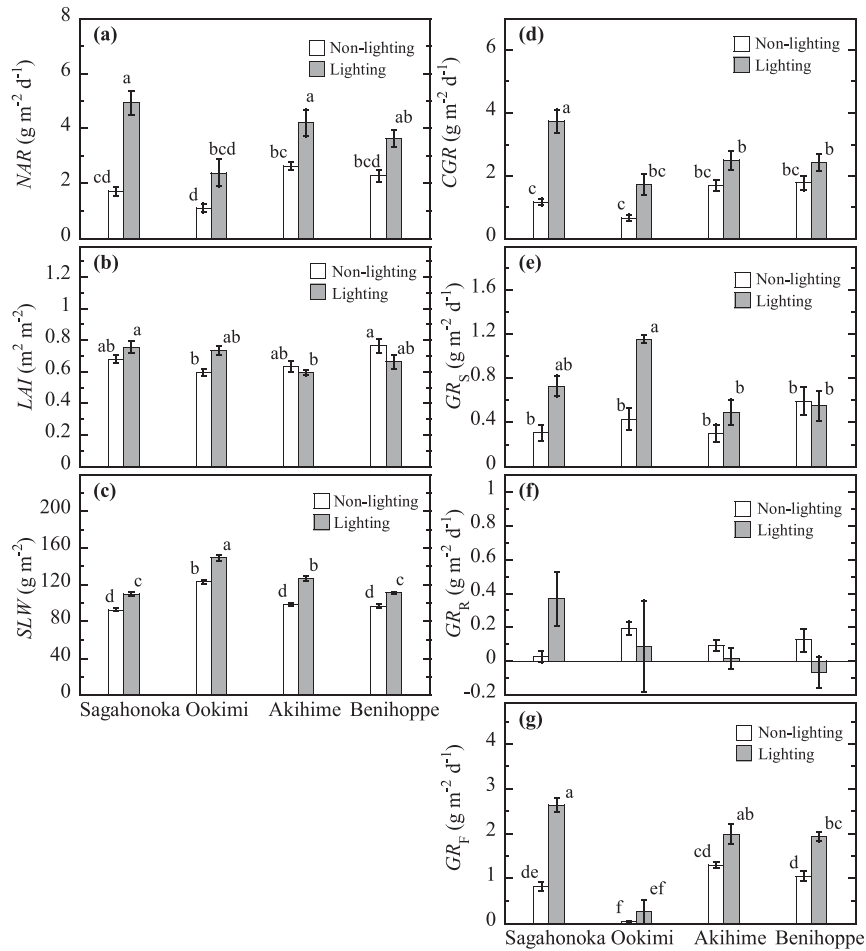 (a)
Non-lighting
Lighting
NAR (g m⁻² d⁻¹)
8
6
4
2
0
cd
a
d
bcd
bc
a
bcd
ab
(b)
Non-lighting
Lighting
LAI (m² m⁻²)
1.2
1
0.8
0.6
0.4
0.2
0
ab
a
b
ab
ab
b
a
ab
(c)
Non-lighting
Lighting
SLW (g m⁻²)
200
160
120
80
40
0
d
c
b
a
d
b
d
c
Sagahonoka Ookimi Akihime Benihoppe
(d)
Non-lighting
Lighting
CGR (g m⁻² d⁻¹)
6
4
2
0
c
a
c
bc
bc
b
bc
b
(e)
Non-lighting
Lighting
GR_S (g m⁻² d⁻¹)
1.6
1.2
0.8
0.4
0
b
ab
b
a
b
b
b
b
(f)
Non-lighting
Lighting
GR_R (g m⁻² d⁻¹)
1
0.8
0.6
0.4
0.2
0
-0.2
(g)
Non-lighting
Lighting
GR_F (g m⁻² d⁻¹)
4
3
2
1
0
de
a
f
ef
cd
ab
d
bc
Sagahonoka Ookimi Akihime Benihoppe